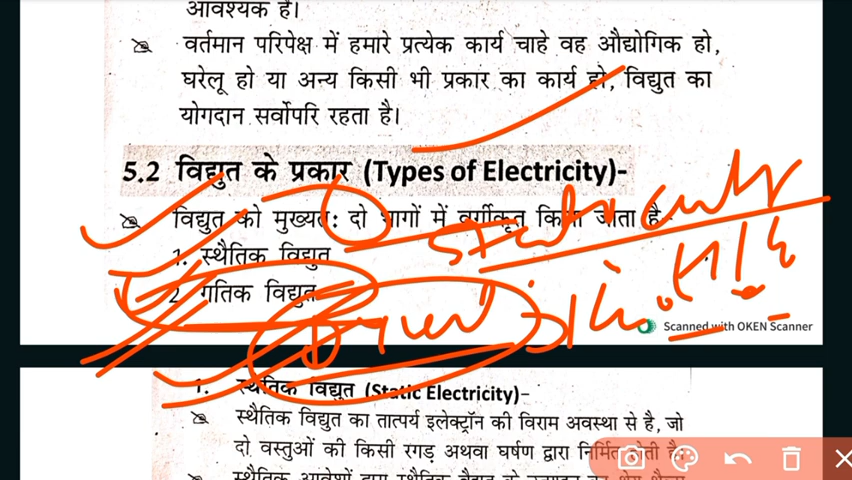 आवश्यक है।
वर्तमान परिपेक्ष में हमारे प्रत्येक कार्य चाहे वह औद्योगिक हो,
घरेलू हो या अन्य किसी भी प्रकार का कार्य हो, विद्युत का
योगदान सर्वोपरि रहता है।
5.2 विद्युत के प्रकार (Types of Electricity)-
विद्युत को मुख्यतः दो भागों में वर्गीकृत किया जाता है-
1. स्थैतिक विद्युत
2. गतिक विद्युत
Scanned with OKEN Scanner
1. स्थैतिक विद्युत (Static Electricity)–
स्थैतिक विद्युत का तात्पर्य इलेक्ट्रॉन की विराम अवस्था से है, जो
दो वस्तुओं की किसी रगड़ अथवा घर्षण द्वारा निर्मित होती है।